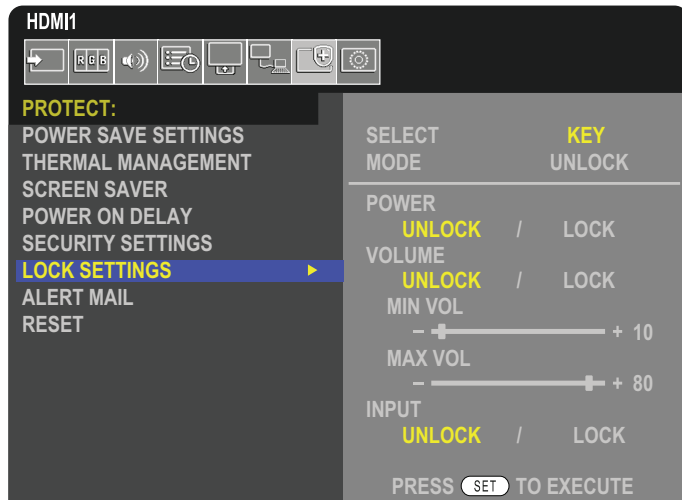 HDMI1
RGB
PROTECT:
POWER SAVE SETTINGS
THERMAL MANAGEMENT
SCREEN SAVER
POWER ON DELAY
SECURITY SETTINGS
LOCK SETTINGS
ALERT MAIL
RESET
SELECT KEY
MODE UNLOCK
POWER
UNLOCK / LOCK
VOLUME
UNLOCK / LOCK
MIN VOL
- + 10
MAX VOL
- + 80
INPUT
UNLOCK / LOCK
PRESS SET TO EXECUTE